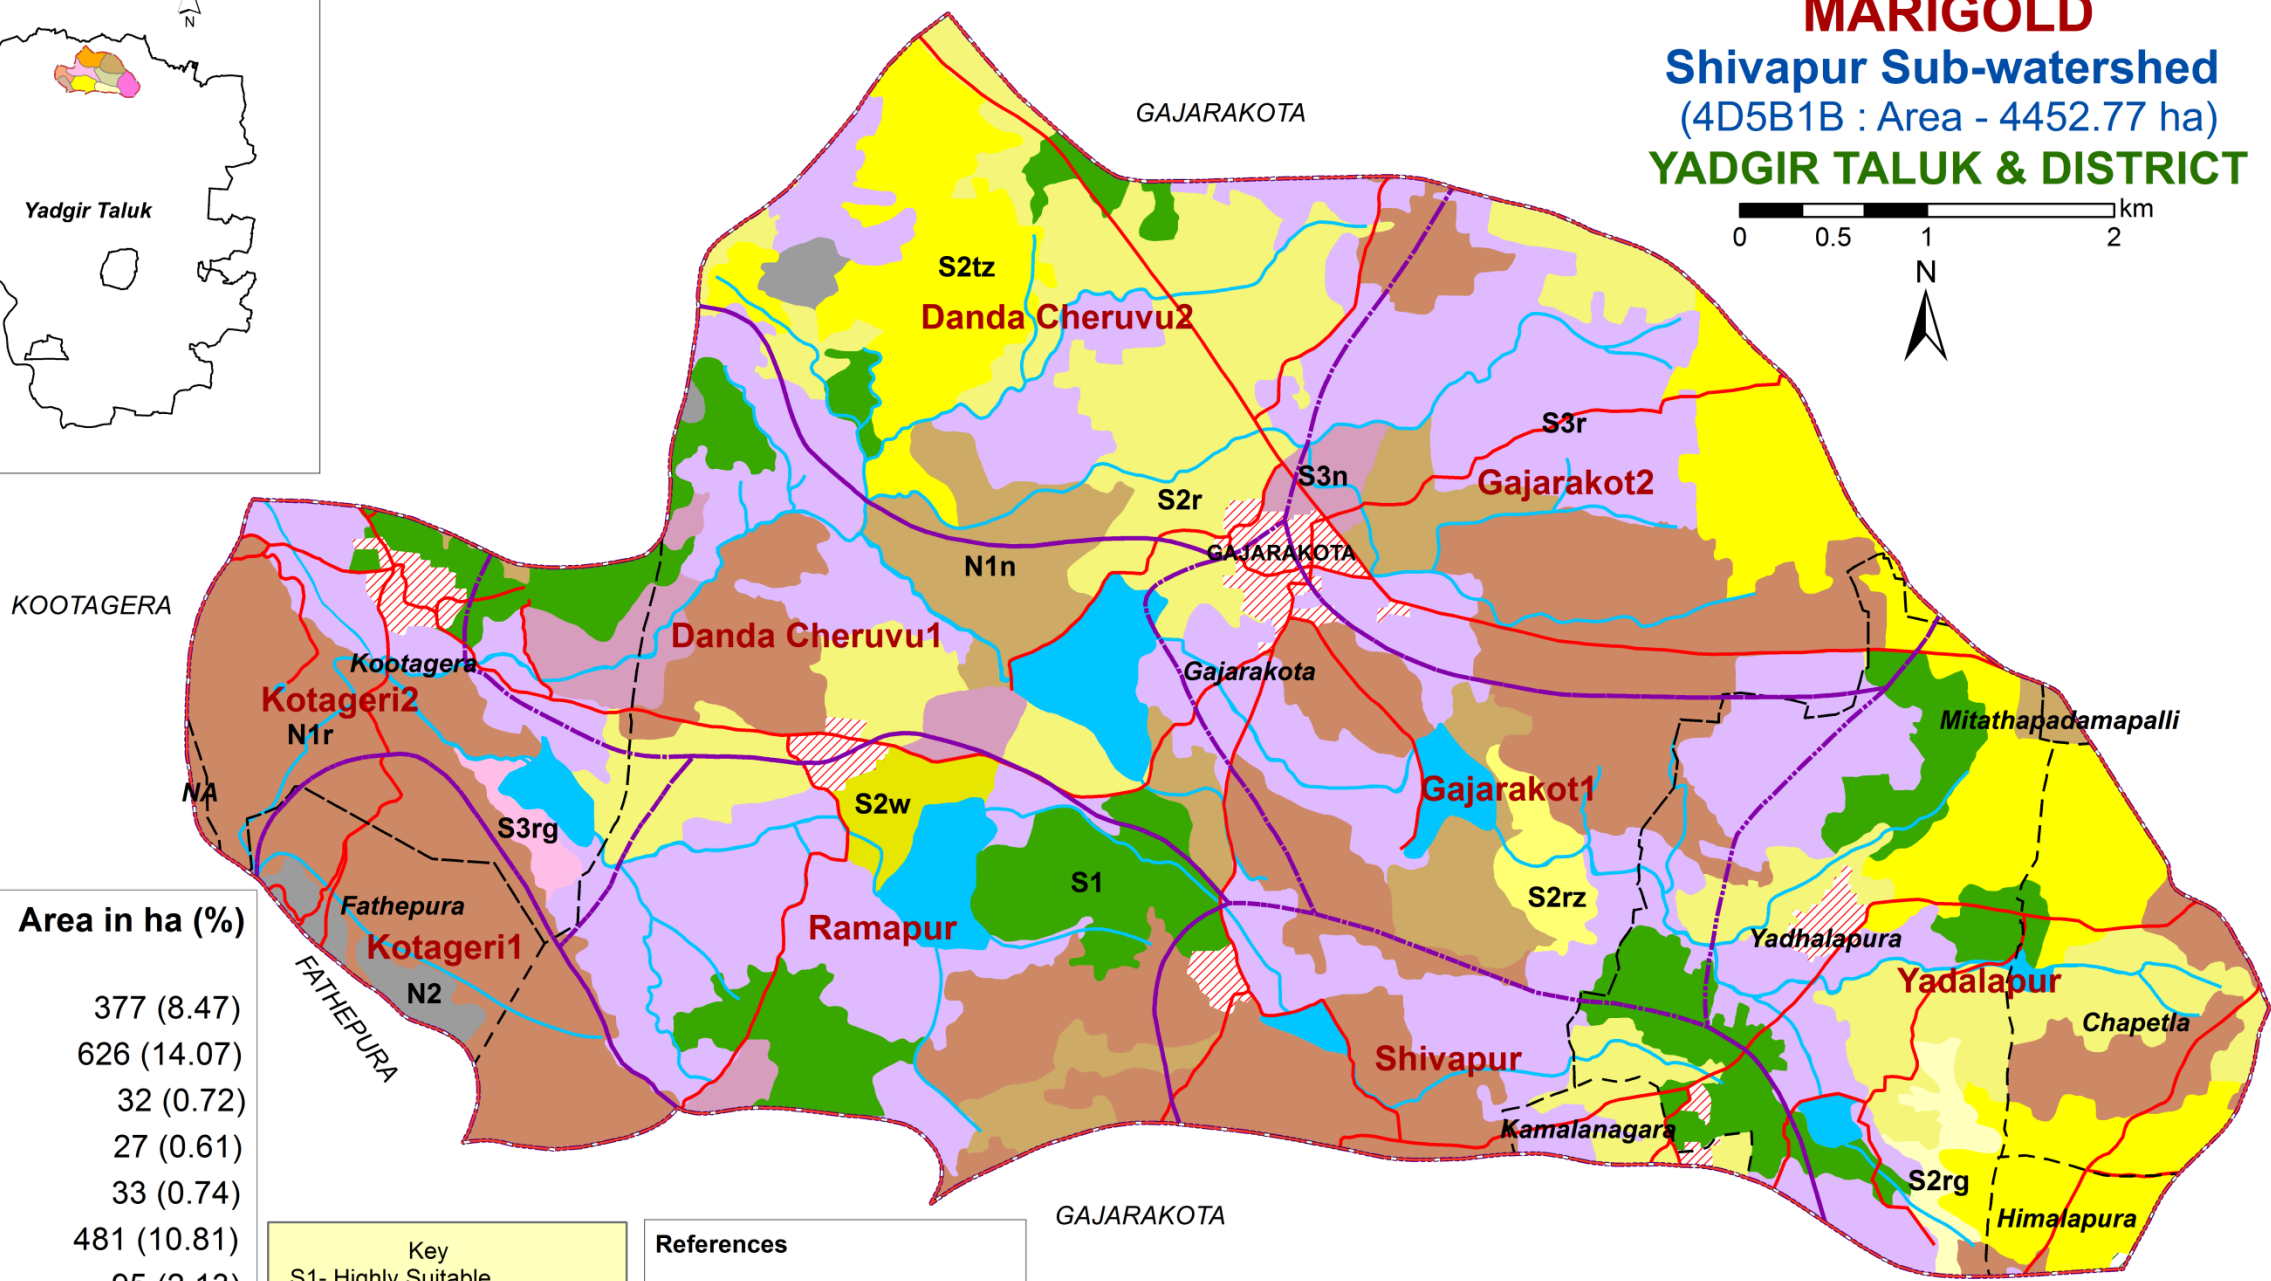 MARIGOLD
Shivapur Sub-watershed
(4D5B1B : Area - 4452.77 ha)
YADGIR TALUK & DISTRICT
km
0 0.5 1 2
N
N
Yadgir Taluk
GAJARAKOTA
S2tz
Danda Cheruvu2
S3r
S3n
Gajarakot2
S2r
GAJARAKOTA
N1n
KOOTAGERA
Danda Cheruvu1
Kootagera
Gajarakota
Kotageri2
N1r
Mitathapadamapalli
NA
Gajarakot1
S2w
S3rg
S1
S2rz
Fathepura
Ramapur
Yadhalapura
Kotageri1
Yadalapur
N2
FATHEPURA
Chapetla
Shivapur
Kamalanagara
S2rg
Himalapura
GAJARAKOTA
Area in ha (%)
377 (8.47)
626 (14.07)
32 (0.72)
27 (0.61)
33 (0.74)
481 (10.81)
95 (2.13)
Key
S1- Highly Suitable
References